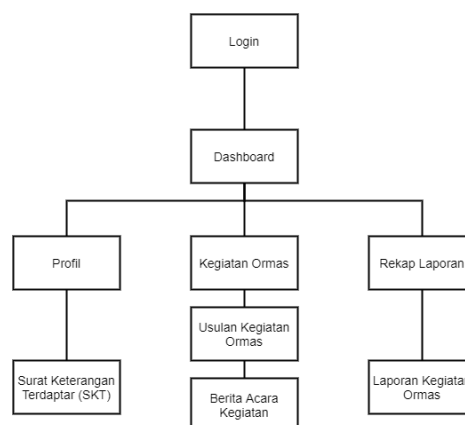 Login
Dashboard
Profil
Kegiatan Ormas
Rekap Laporan
Usulan Kegiatan
Ormas
Surat Keterangan
Terdaptar (SKT)
Berita Acara
Kegiatan
Laporan Kegiatan
Ormas